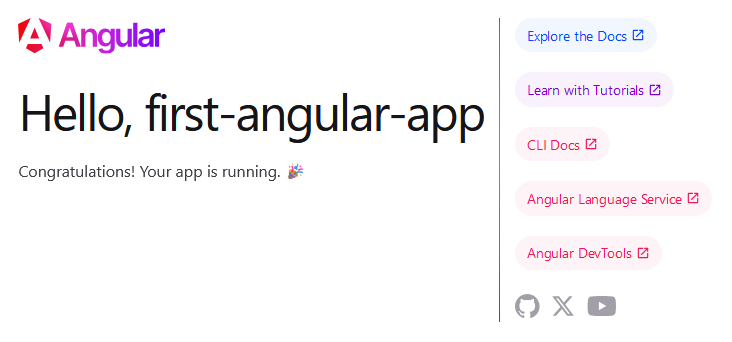 Angular
Hello, first-angular-app
Congratulations! Your app is running. 🎉
Explore the Docs
Learn with Tutorials
CLI Docs
Angular Language Service
Angular DevTools